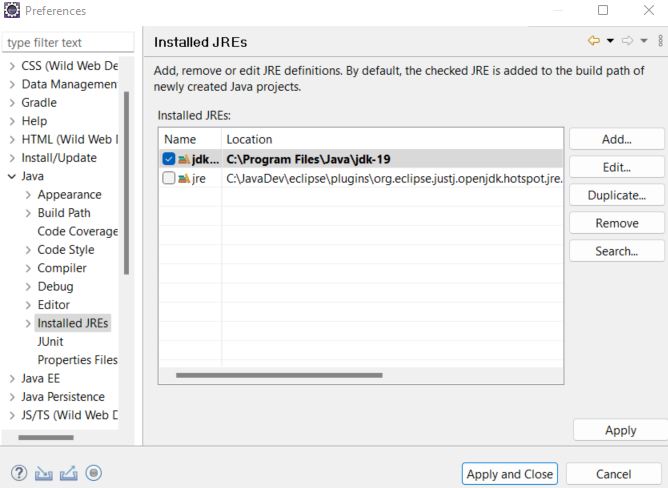 Preferences
type filter text
CSS (Wild Web De
Data Management
Gradle
Help
HTML (Wild Web I
Install/Update
Java
Appearance
Build Path
Code Coverage
Code Style
Compiler
Debug
Editor
Installed JREs
JUnit
Properties Files
Java EE
Java Persistence
JS/TS (Wild Web D
Installed JREs
Add, remove or edit JRE definitions. By default, the checked JRE is added to the build path of
newly created Java projects.
Installed JREs:
Name Location
jdk... C:\Program Files\Java\jdk-19
jre C:\JavaDev\eclipse\plugins\org.eclipse.justj.openjdk.hotspot.jre.
Add...
Edit...
Duplicate...
Remove
Search...
Apply
Apply and Close Cancel